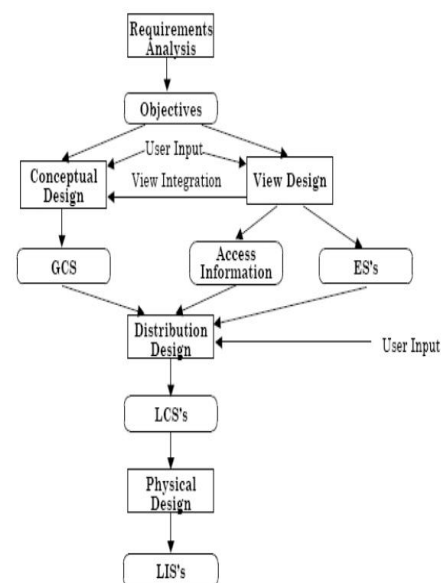 Requirements
Analysis
Objectives
User Input
Conceptual
Design
View Integration
View Design
GCS
Access
Information
ES's
Distribution
Design
User Input
LCS's
Physical
Design
LIS's